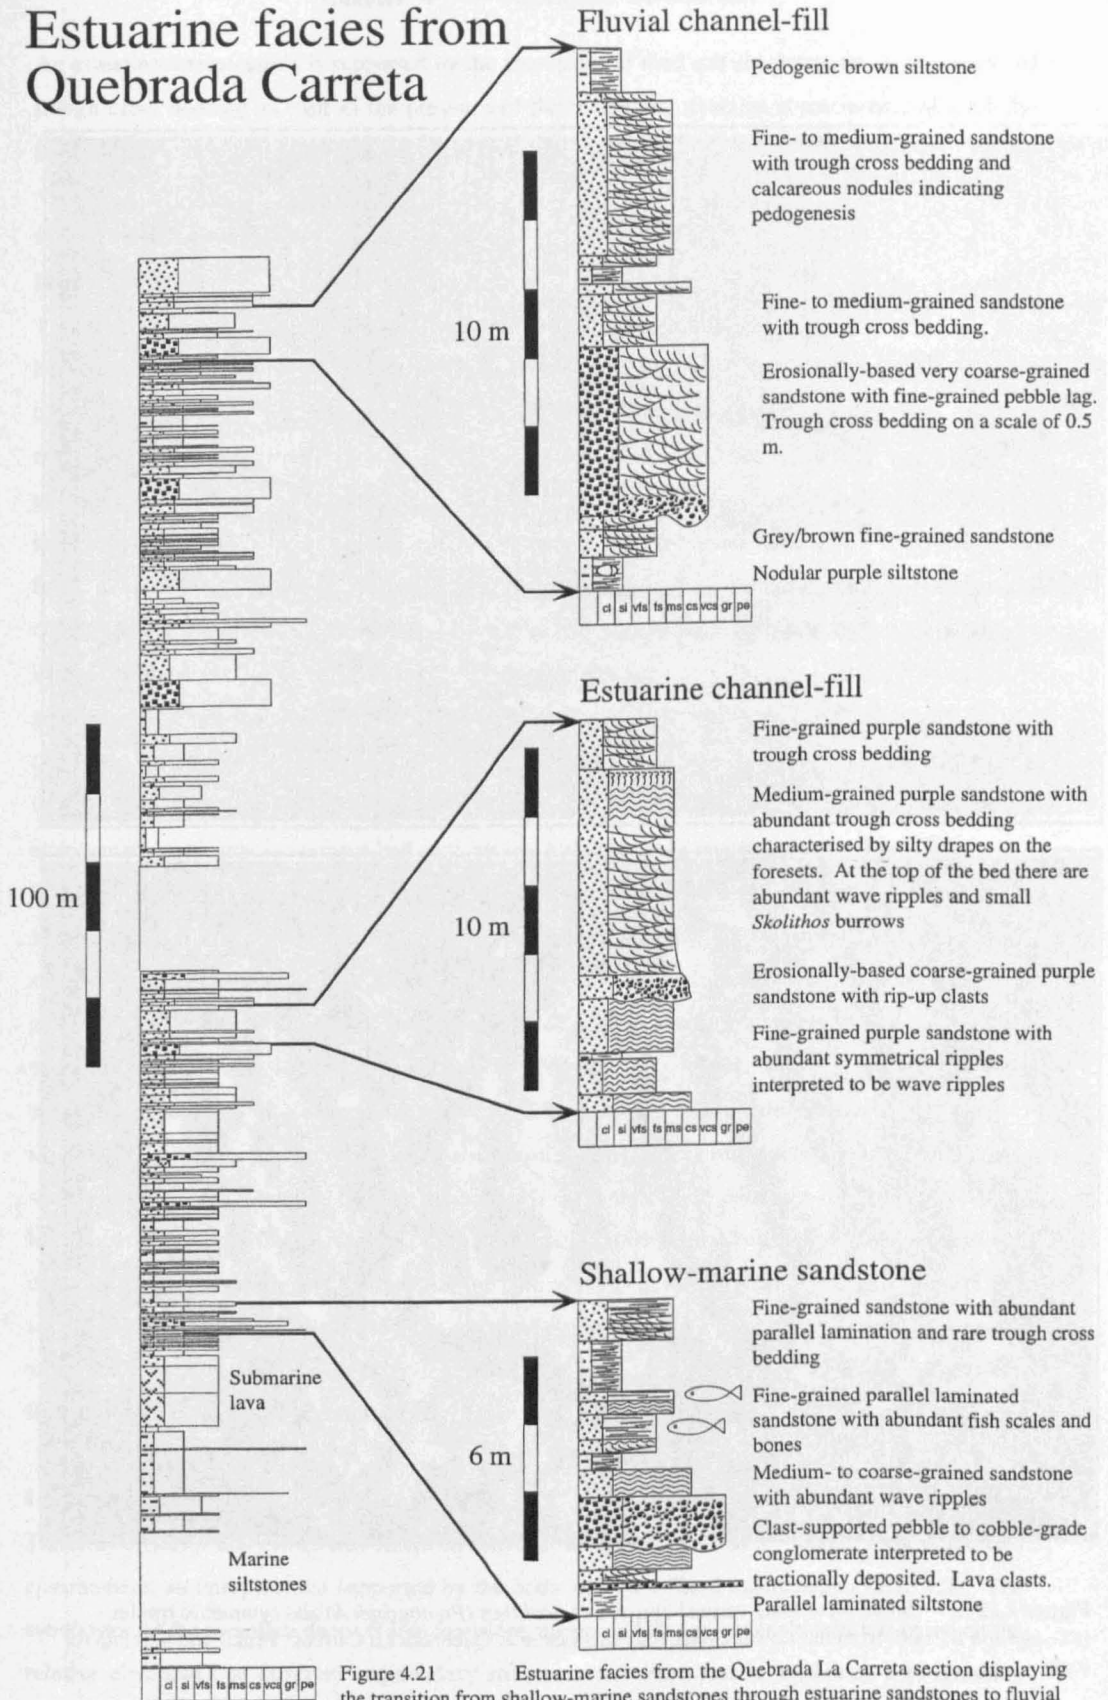 Estuarine facies from
Quebrada Carreta
100 m
Submarine
lava
Marine
siltstones
cl si vfs fs ms cs vcs gr pe
Fluvial channel-fill
10 m
Pedogenic brown siltstone
Fine- to medium-grained sandstone
with trough cross bedding and
calcareous nodules indicating
pedogenesis
Fine- to medium-grained sandstone
with trough cross bedding.
Erosionally-based very coarse-grained
sandstone with fine-grained pebble lag.
Trough cross bedding on a scale of 0.5
m.
Grey/brown fine-grained sandstone
Nodular purple siltstone
cl si vfs fs ms cs vcs gr pe
Estuarine channel-fill
10 m
Fine-grained purple sandstone with
trough cross bedding
Medium-grained purple sandstone with
abundant trough cross bedding
characterised by silty drapes on the
foresets. At the top of the bed there are
abundant wave ripples and small
Skolithos burrows
Erosionally-based coarse-grained purple
sandstone with rip-up clasts
Fine-grained purple sandstone with
abundant symmetrical ripples
interpreted to be wave ripples
cl si vfs fs ms cs vcs gr pe
Shallow-marine sandstone
6 m
Fine-grained sandstone with abundant
parallel lamination and rare trough cross
bedding
Fine-grained parallel laminated
sandstone with abundant fish scales and
bones
Medium- to coarse-grained sandstone
with abundant wave ripples
Clast-supported pebble to cobble-grade
conglomerate interpreted to be
tractionally deposited. Lava clasts.
Parallel laminated siltstone
cl si vfs fs ms cs vcs gr pe
Figure 4.21 Estuarine facies from the Quebrada La Carreta section displaying
the transition from shallow-marine sandstones through estuarine sandstones to fluvial